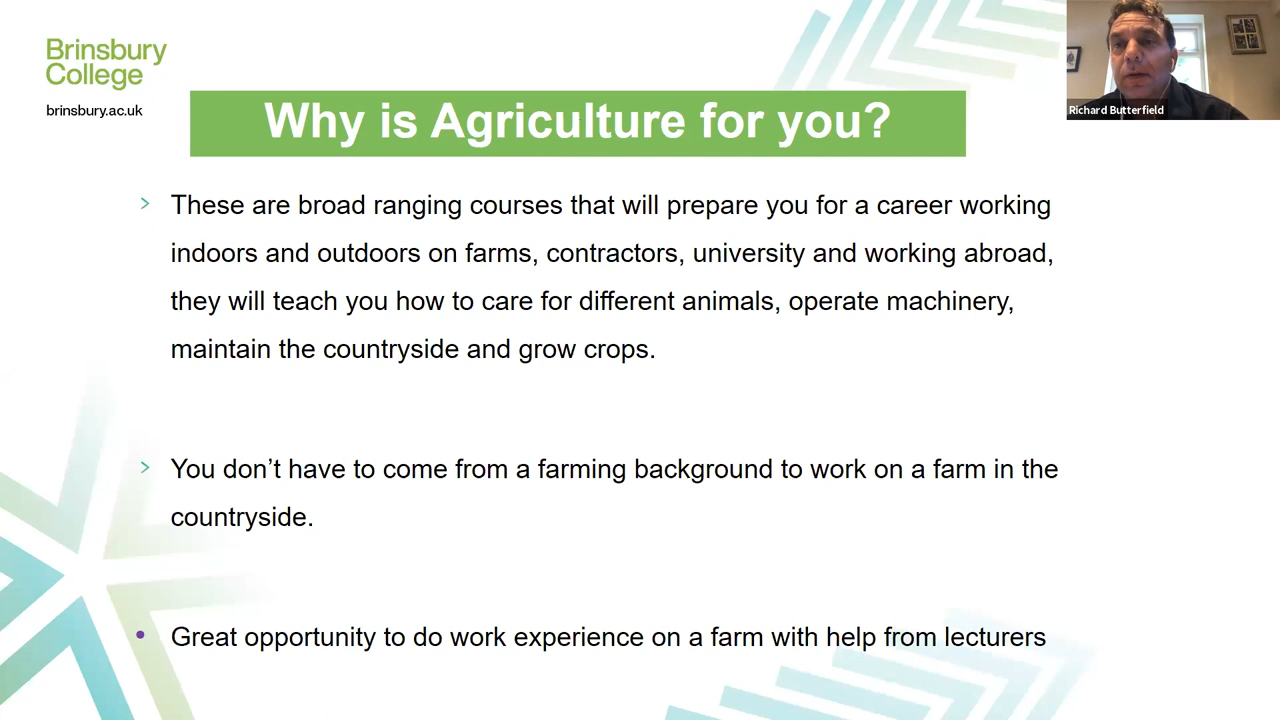 Brinsbury
College
brinsbury.ac.uk
Richard Butterfield
Why is Agriculture for you?
These are broad ranging courses that will prepare you for a career working
indoors and outdoors on farms, contractors, university and working abroad,
they will teach you how to care for different animals, operate machinery,
maintain the countryside and grow crops.
You don’t have to come from a farming background to work on a farm in the
countryside.
Great opportunity to do work experience on a farm with help from lecturers